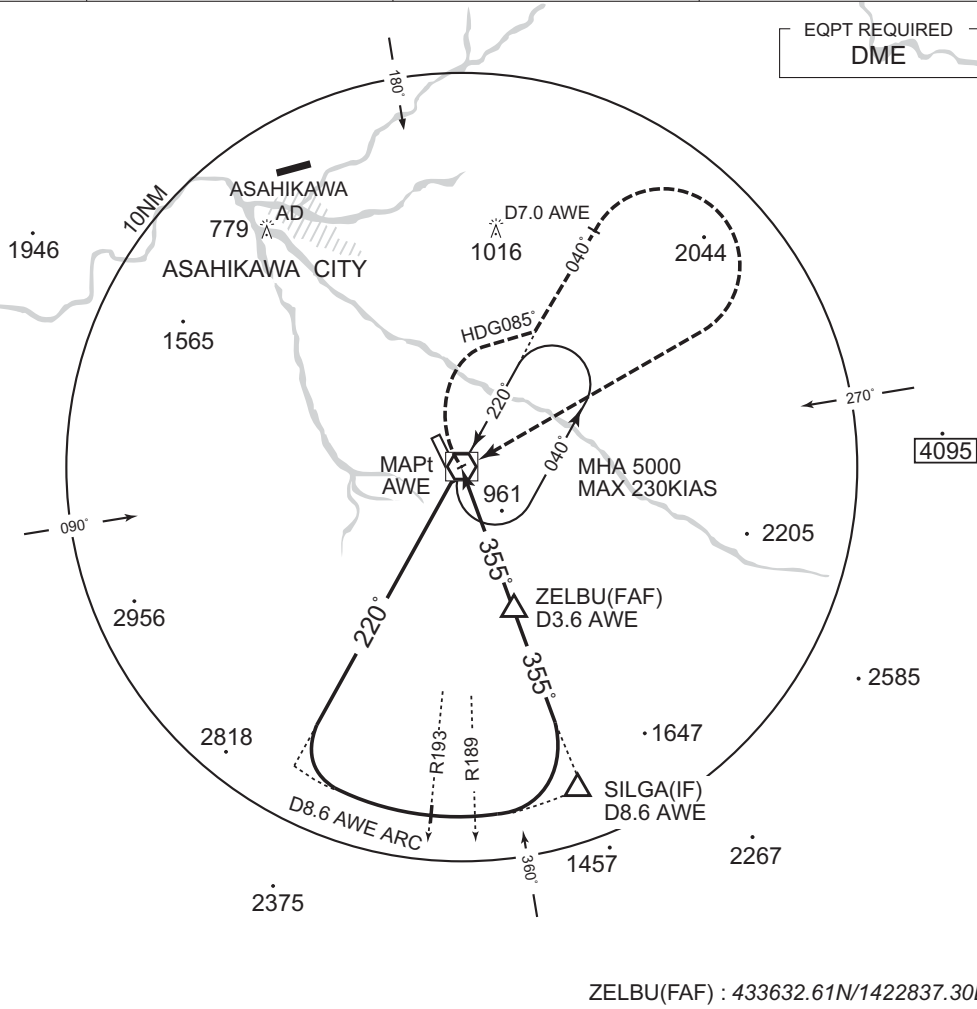 EQPT REQUIRED
DME
180°
10NM
ASAHIKAWA
AD
779
ASAHIKAWA CITY
D7.0 AWE
1016
040°
2044
1946
1565
HDG085°
220°
270°
4095
040°
MHA 5000
MAX 230KIAS
MAPt
AWE
961
090°
2205
355°
ZELBU(FAF)
D3.6 AWE
2956
220°
355°
2585
2818
R193
R189
1647
SILGA(IF)
D8.6 AWE
D8.6 AWE ARC
360°
1457
2267
2375
ZELBU(FAF) : 433632.61N/1422837.30